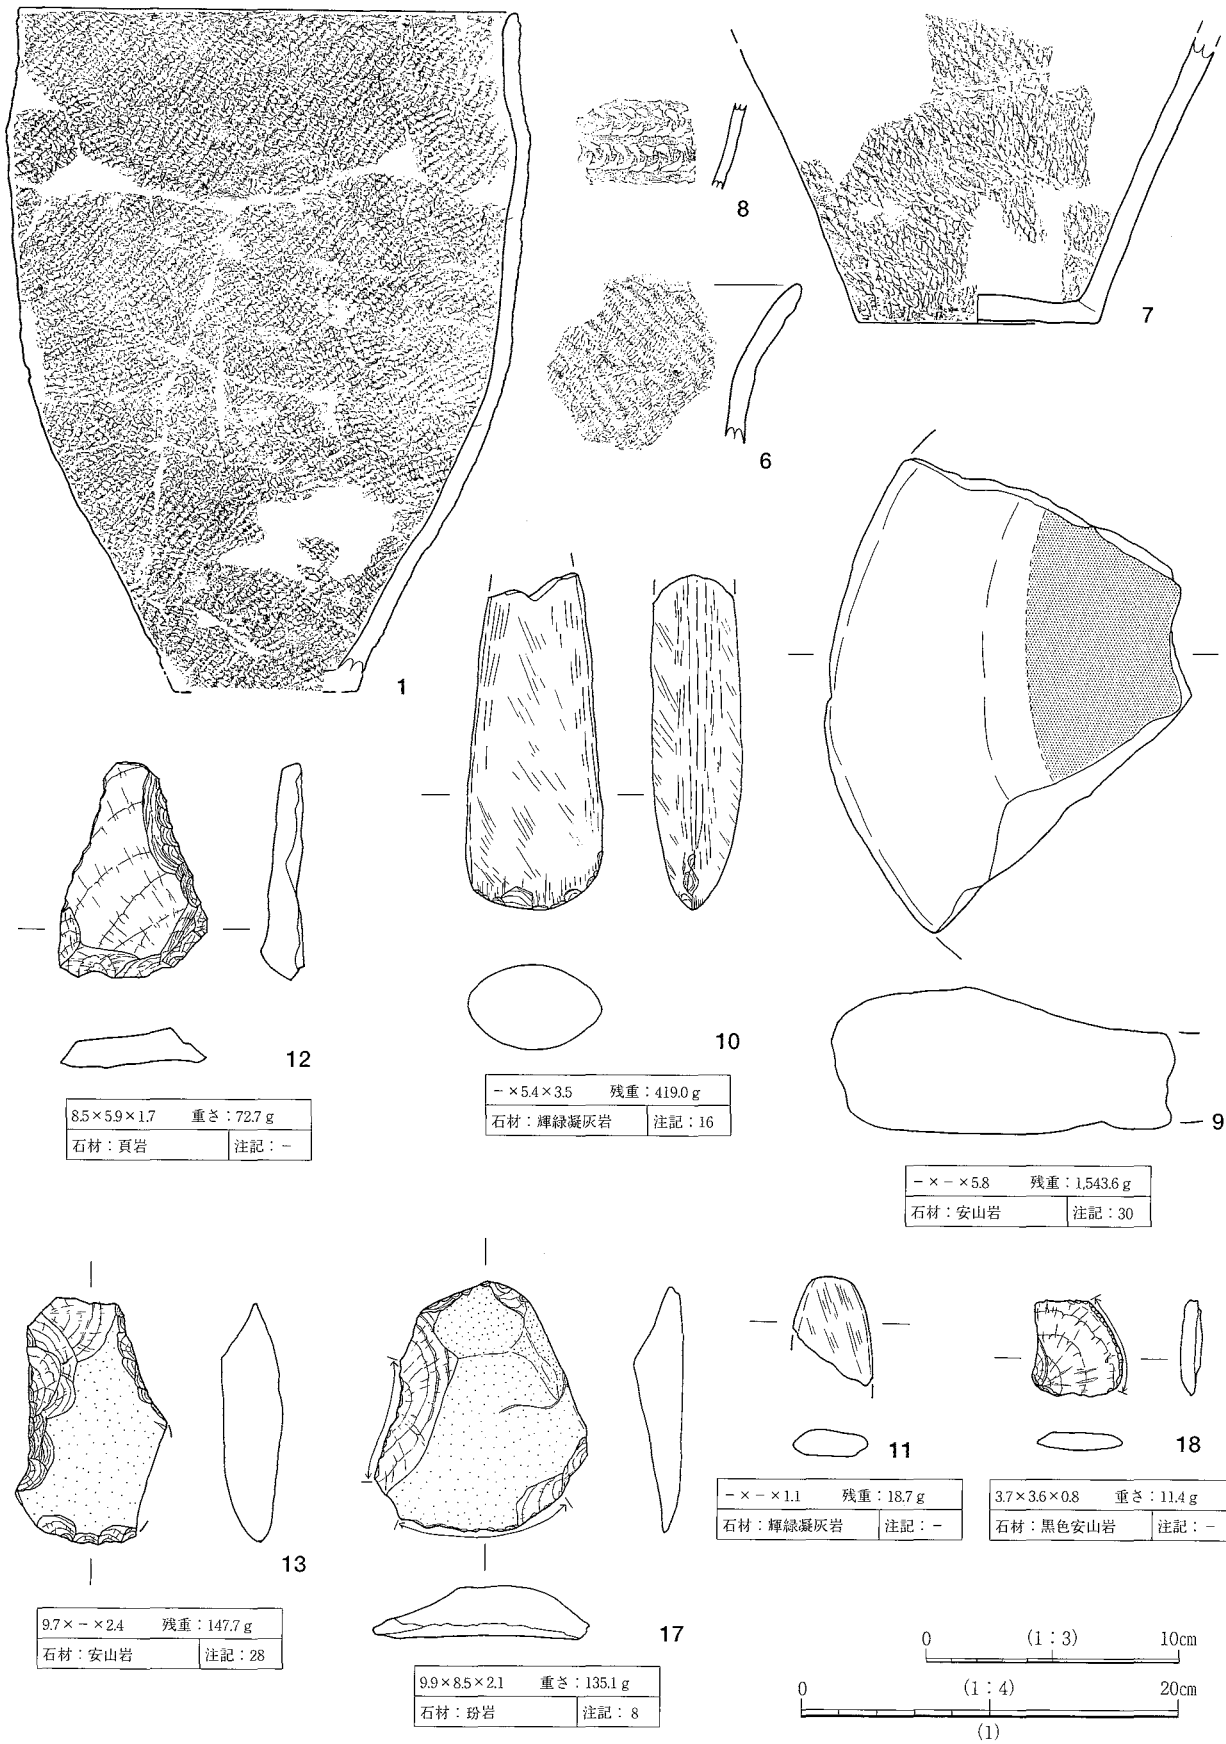 8
7
6
1
12
8.5×5.9×1.7 重さ：72.7 g
石材：頁岩 注記：−
10
−×5.4×3.5 残重：419.0 g
石材：輝緑凝灰岩 注記：16
9
−×−×5.8 残重：1,543.6 g
石材：安山岩 注記：30
13
9.7×−×2.4 残重：147.7 g
石材：安山岩 注記：28
17
9.9×8.5×2.1 重さ：135.1 g
石材：玢岩 注記：8
11
−×−×1.1 残重：18.7 g
石材：輝緑凝灰岩 注記：−
18
3.7×3.6×0.8 重さ：11.4 g
石材：黒色安山岩 注記：−
0 (1：3) 10cm
0 (1：4) 20cm
(1)